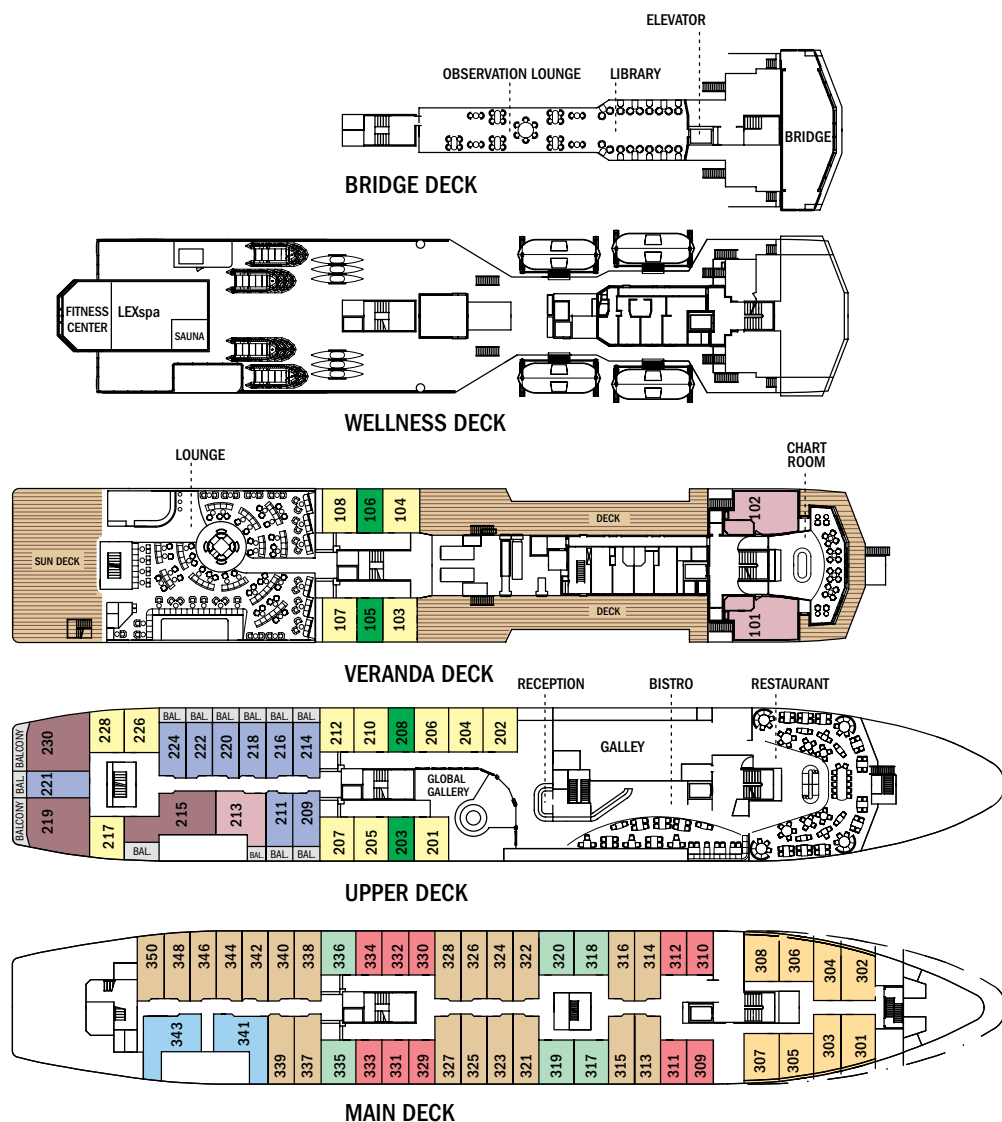 ELEVATOR
OBSERVATION LOUNGE
LIBRARY
BRIDGE
BRIDGE DECK
FITNESS
CENTER
LEXspa
SAUNA
WELLNESS DECK
LOUNGE
CHART
ROOM
108
106
104
102
DECK
SUN DECK
DECK
107
105
103
101
VERANDA DECK
RECEPTION
BISTRO
RESTAURANT
BALCONY
230
228
226
BAL.
BAL.
BAL.
BAL.
BAL.
BAL.
224
222
220
218
216
214
212
210
208
206
204
202
GALLEY
BAL.
221
GLOBAL
GALLERY
BALCONY
219
217
215
213
211
209
207
205
203
201
BAL.
BAL.
BAL.
BAL.
UPPER DECK
350
348
346
344
342
340
338
336
334
332
330
328
326
324
322
320
318
316
314
312
310
308
306
304
302
343
341
339
337
335
333
331
329
327
325
323
321
319
317
315
313
311
309
307
305
303
301
MAIN DECK